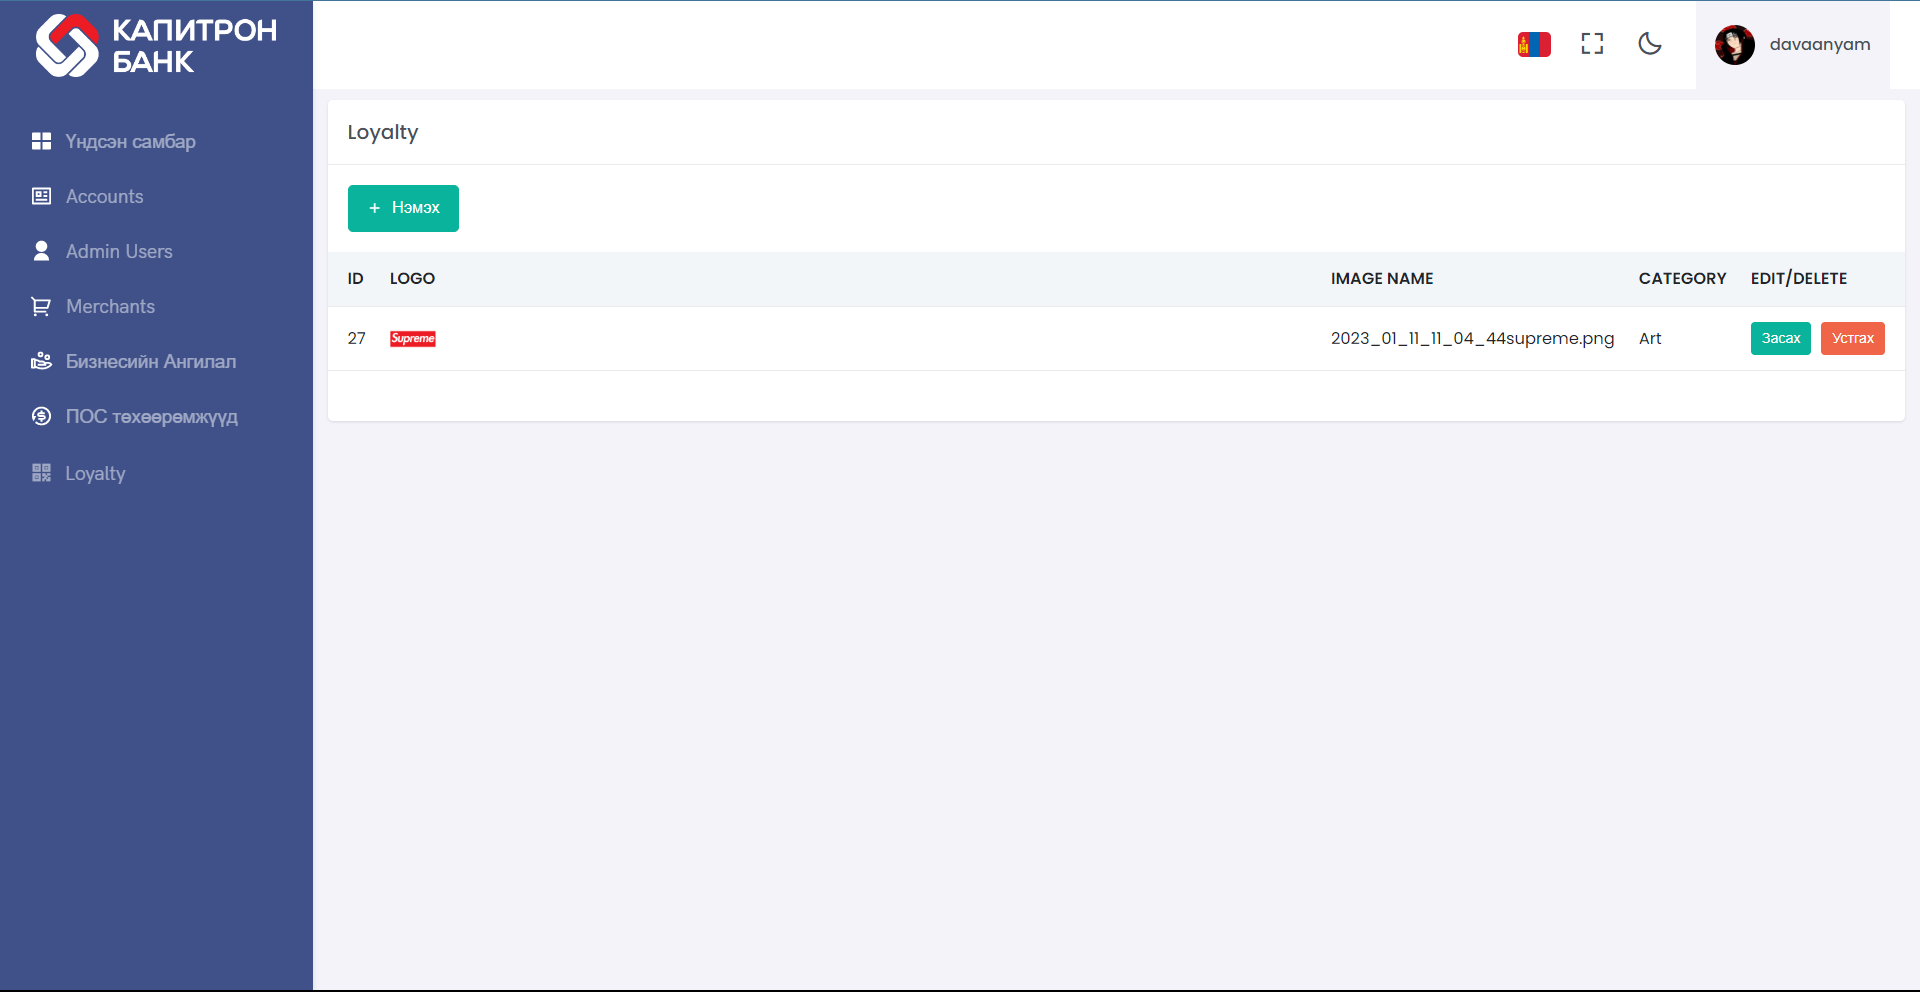 КАПИТРОН
БАНК
davaanyam
Үндсэн самбар
Accounts
Admin Users
Merchants
Бизнесийн Ангилал
ПОС төхөөрөмжүүд
Loyalty
Loyalty
+ Нэмэх
ID LOGO IMAGE NAME CATEGORY EDIT/DELETE
27 Supreme 2023_01_11_11_04_44supreme.png Art Засах Устгах